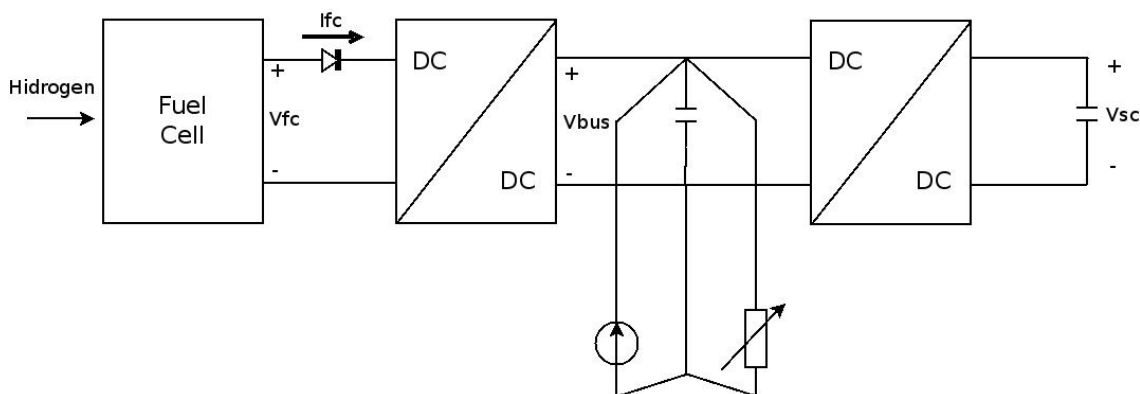 Hidrogen
Fuel
Cell
Ifc
+
Vfc
-
DC
DC
+
Vbus
-
DC
DC
+
Vsc
-